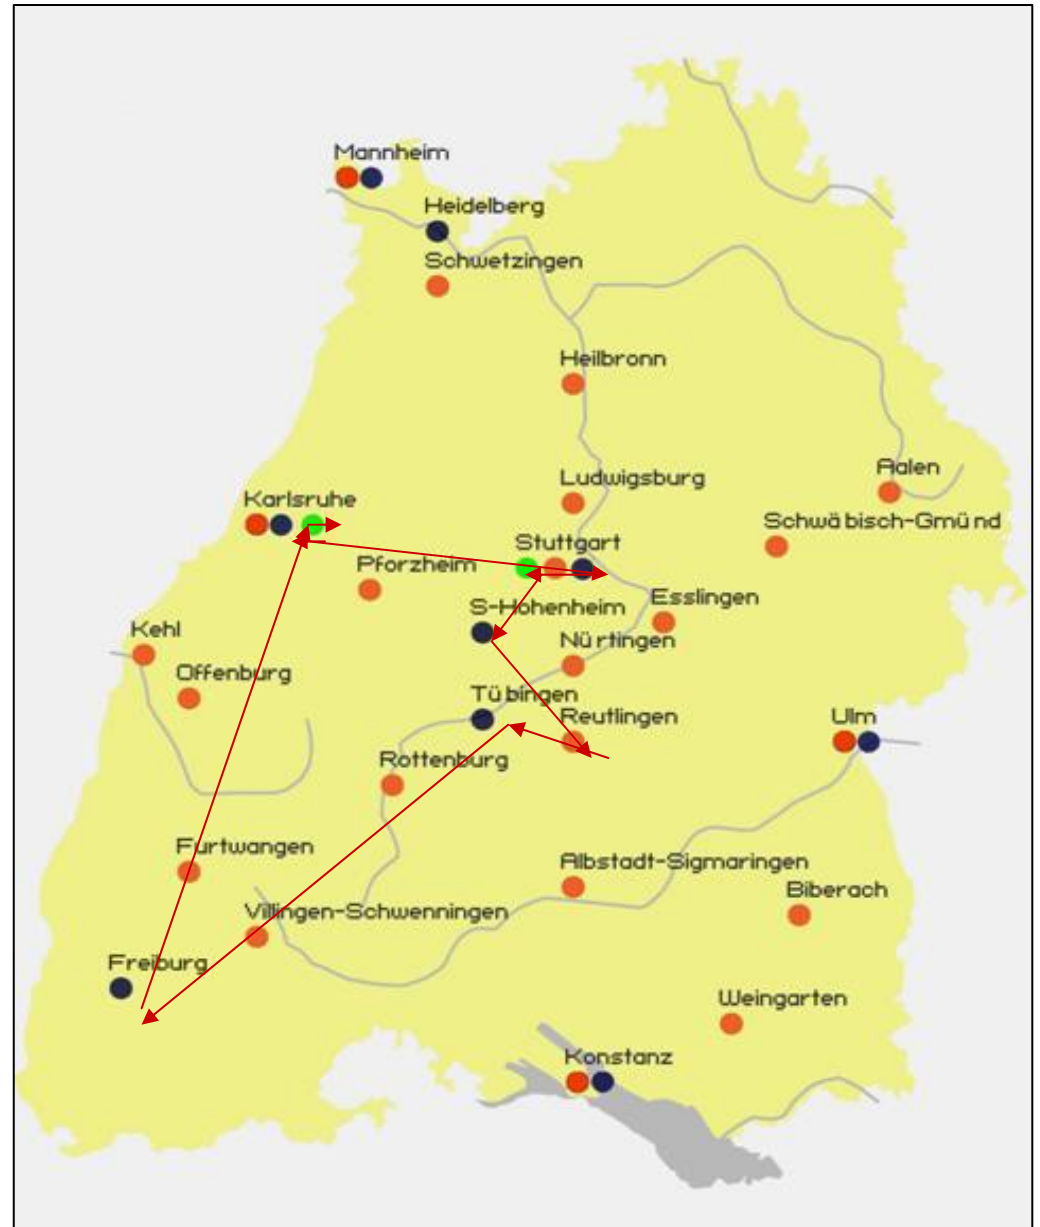 Mannheim
Heidelberg
Schwetzingen
Heilbronn
Aalen
Ludwigsburg
Karlsruhe
Schwä bisch-Gmü nd
Stuttgart
Pforzheim
Esslingen
S-Hohenheim
Kehl
Nü rtingen
Offenburg
Tü bingen
Reutlingen
Ulm
Rottenburg
Furtwangen
Albstadt-Sigmaringen
Biberach
Villingen-Schwenningen
Freiburg
Weingarten
Konstanz